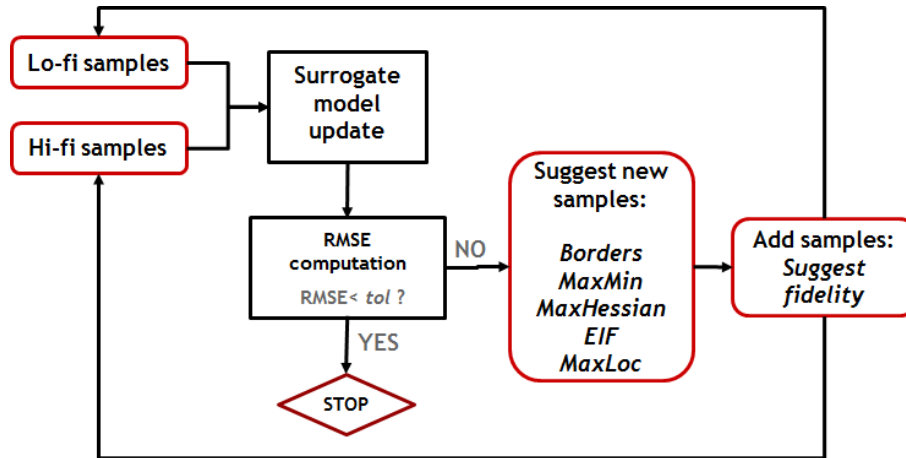 Lo-fi samples
Hi-fi samples
Surrogate
model
update
RMSE
computation
RMSE< tol ?
NO
YES
STOP
Suggest new
samples:
Borders
MaxMin
MaxHessian
EIF
MaxLoc
Add samples:
Suggest
fidelity